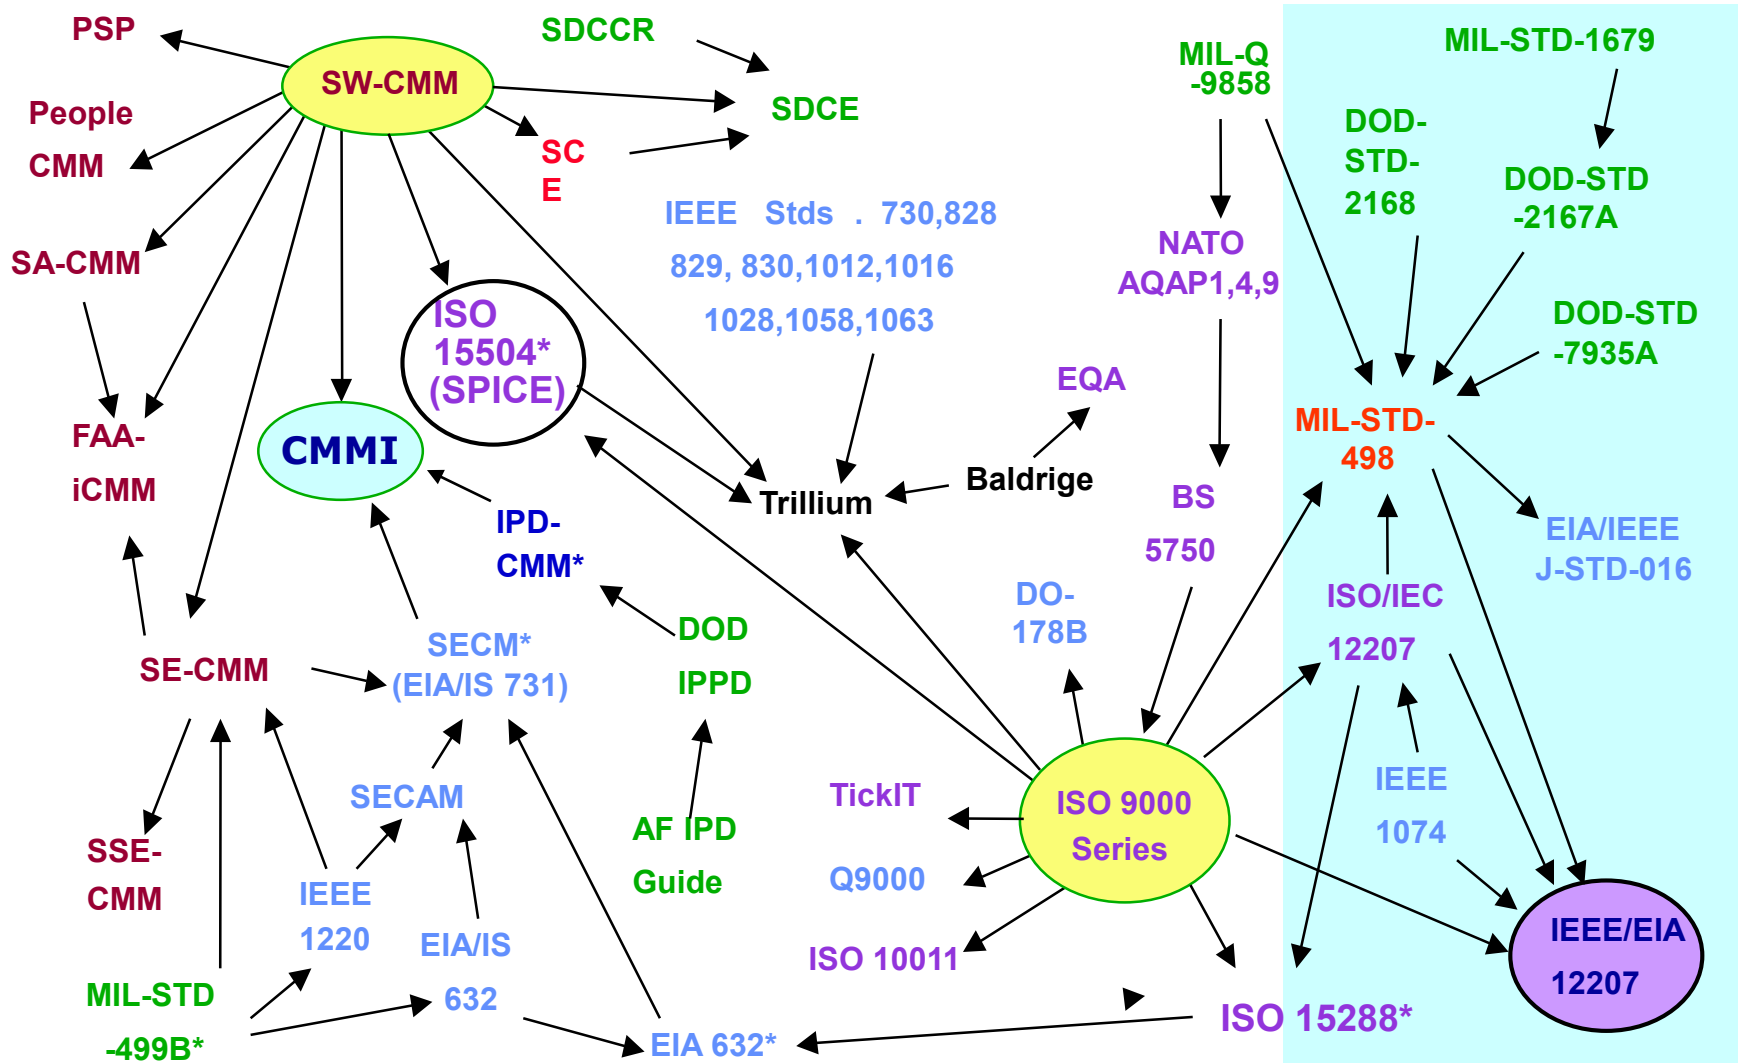 PSP
SW-CMM
SDCCR
MIL-Q
-9858
MIL-STD-1679
People
CMM
SDCE
SC
E
DOD-
STD-
2168
DOD-STD
-2167A
SA-CMM
IEEE Stds . 730,828
829, 830,1012,1016
1028,1058,1063
NATO
AQAP1,4,9
ISO
15504*
(SPICE)
DOD-STD
-7935A
EQA
FAA-
iCMM
CMMI
MIL-STD-
498
Trillium
Baldrige
BS
5750
IPD-
CMM*
EIA/IEEE
J-STD-016
DO-
178B
ISO/IEC
12207
SE-CMM
SECM*
(EIA/IS 731)
DOD
IPPD
SECAM
TickIT
ISO 9000
Series
IEEE
1074
SSE-
CMM
AF IPD
Guide
Q9000
IEEE
1220
EIA/IS
632
ISO 10011
IEEE/EIA
12207
MIL-STD
-499B*
EIA 632*
ISO 15288*